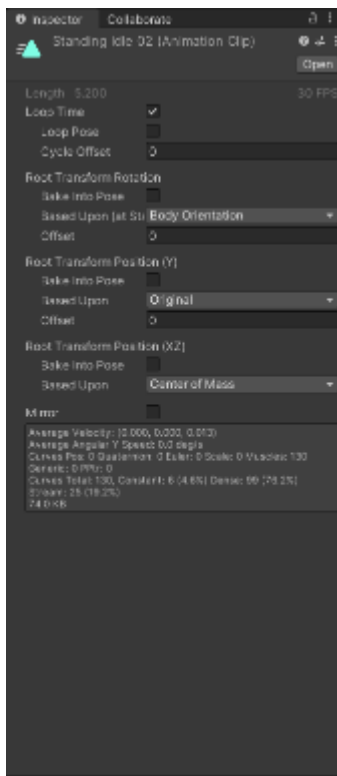 Inspector Collaborate
Standing Idle 02 (Animation Clip)
Open
Length 5.200 30 FPS
Loop Time
Loop Pose
Cycle Offset 0
Root Transform Rotation
Bake Into Pose
Based Upon (at St Body Orientation
Offset 0
Root Transform Position (Y)
Bake Into Pose
Based Upon Original
Offset 0
Root Transform Position (XZ)
Bake Into Pose
Based Upon Center of Mass
Mirror
Average Velocity: (0.000, 0.000, 0.013)
Average Angular Y Speed: 0.0 deg/s
Curves Pos: 0 Quaternion: 0 Euler: 0 Scale: 0 Muscles: 130
Generic: 0 PPtr: 0
Curves Total: 130, Constant: 6 (4.6%) Dense: 99 (76.2%)
Stream: 25 (19.2%)
74.0 KB